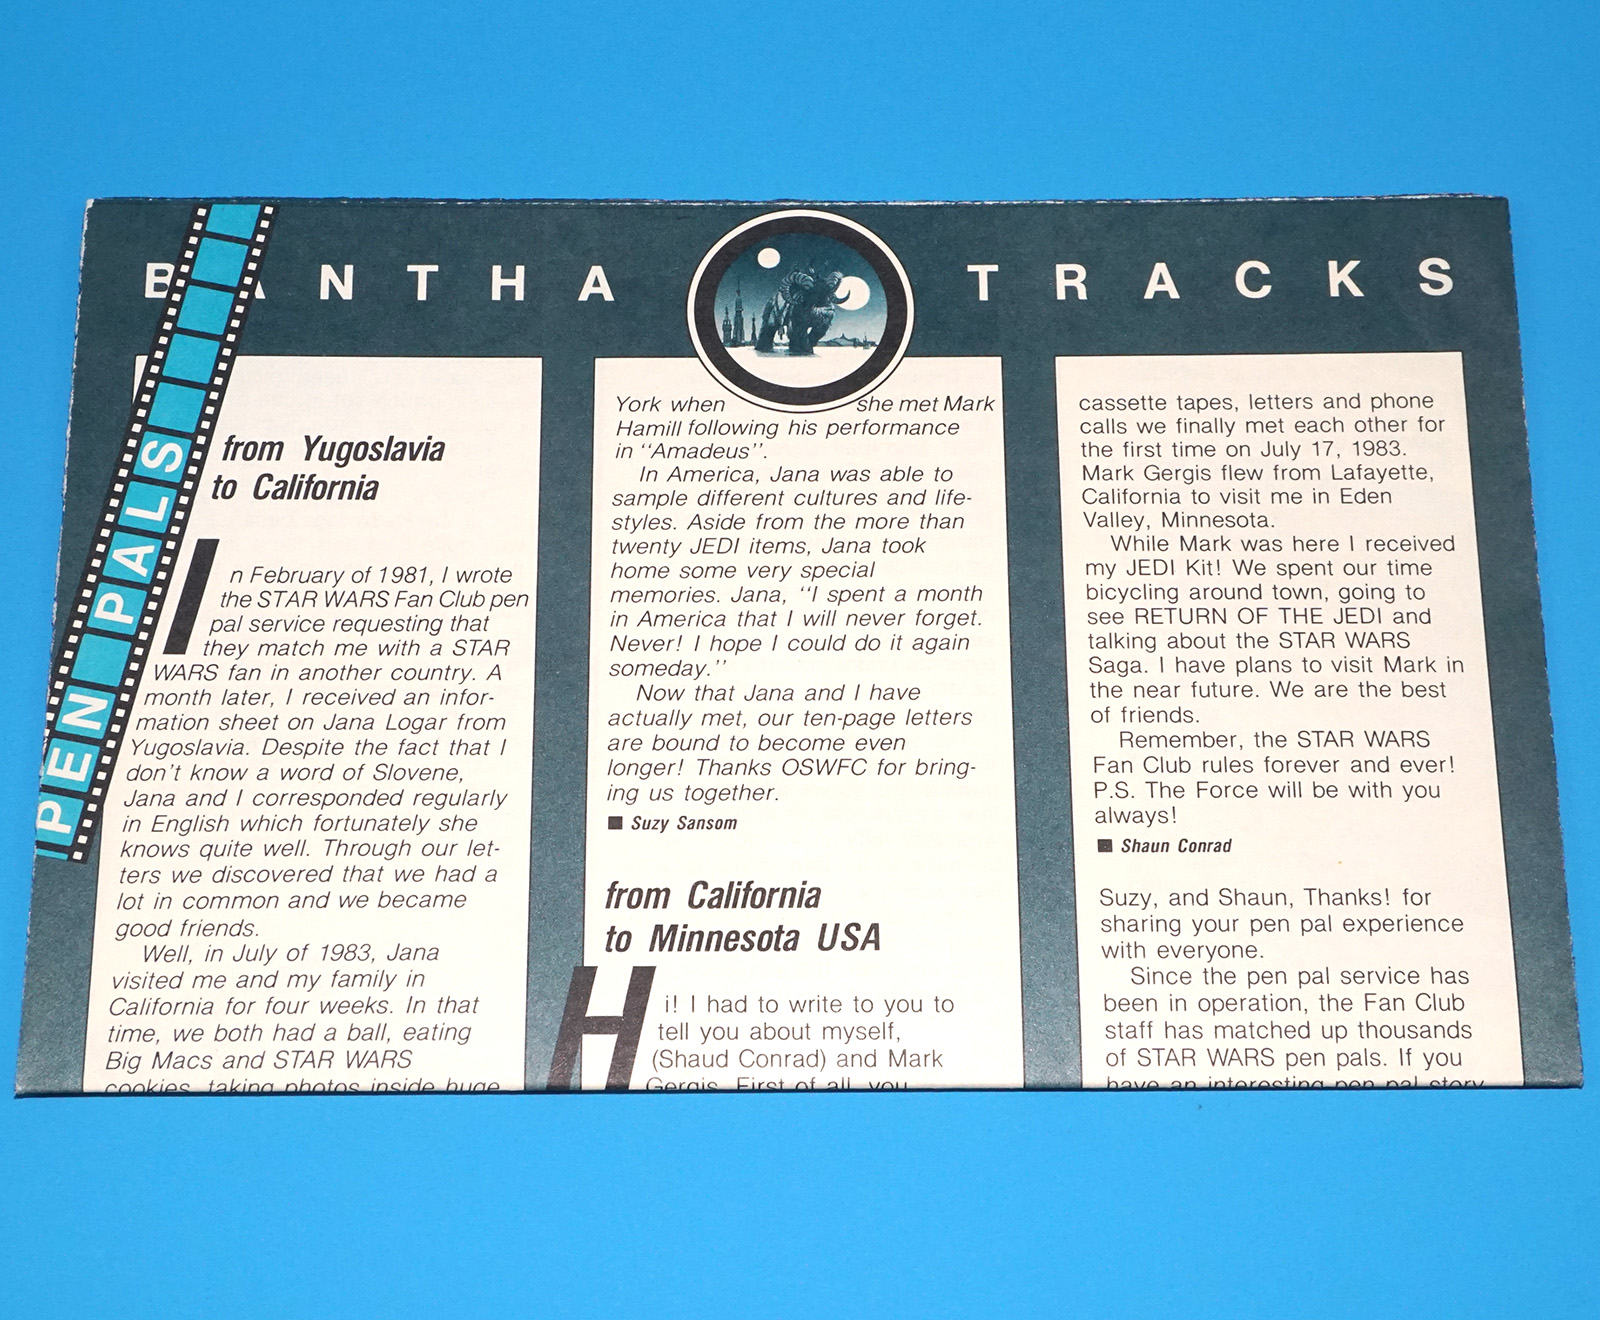 BANTHA TRACKS
PEN PALS
from Yugoslavia
to California
In February of 1981, I wrote
the STAR WARS Fan Club pen
pal service requesting that
they match me with a STAR
WARS fan in another country. A
month later, I received an infor-
mation sheet on Jana Logar from
Yugoslavia. Despite the fact that I
don't know a word of Slovene,
Jana and I corresponded regularly
in English which fortunately she
knows quite well. Through our let-
ters we discovered that we had a
lot in common and we became
good friends.
Well, in July of 1983, Jana
visited me and my family in
California for four weeks. In that
time, we both had a ball, eating
Big Macs and STAR WARS
cookies, taking photos inside huge
York when she met Mark
Hamill following his performance
in ''Amadeus''.
In America, Jana was able to
sample different cultures and life-
styles. Aside from the more than
twenty JEDI items, Jana took
home some very special
memories. Jana, ''I spent a month
in America that I will never forget.
Never! I hope I could do it again
someday.''
Now that Jana and I have
actually met, our ten-page letters
are bound to become even
longer! Thanks OSWFC for bring-
ing us together.
■ Suzy Sansom
from California
to Minnesota USA
Hi! I had to write to you to
tell you about myself,
(Shaud Conrad) and Mark
Gergis. First of all, you
cassette tapes, letters and phone
calls we finally met each other for
the first time on July 17, 1983.
Mark Gergis flew from Lafayette,
California to visit me in Eden
Valley, Minnesota.
While Mark was here I received
my JEDI Kit! We spent our time
bicycling around town, going to
see RETURN OF THE JEDI and
talking about the STAR WARS
Saga. I have plans to visit Mark in
the near future. We are the best
of friends.
Remember, the STAR WARS
Fan Club rules forever and ever!
P.S. The Force will be with you
always!
■ Shaun Conrad
Suzy, and Shaun, Thanks! for
sharing your pen pal experience
with everyone.
Since the pen pal service has
been in operation, the Fan Club
staff has matched up thousands
of STAR WARS pen pals. If you
have an interesting pen pal story